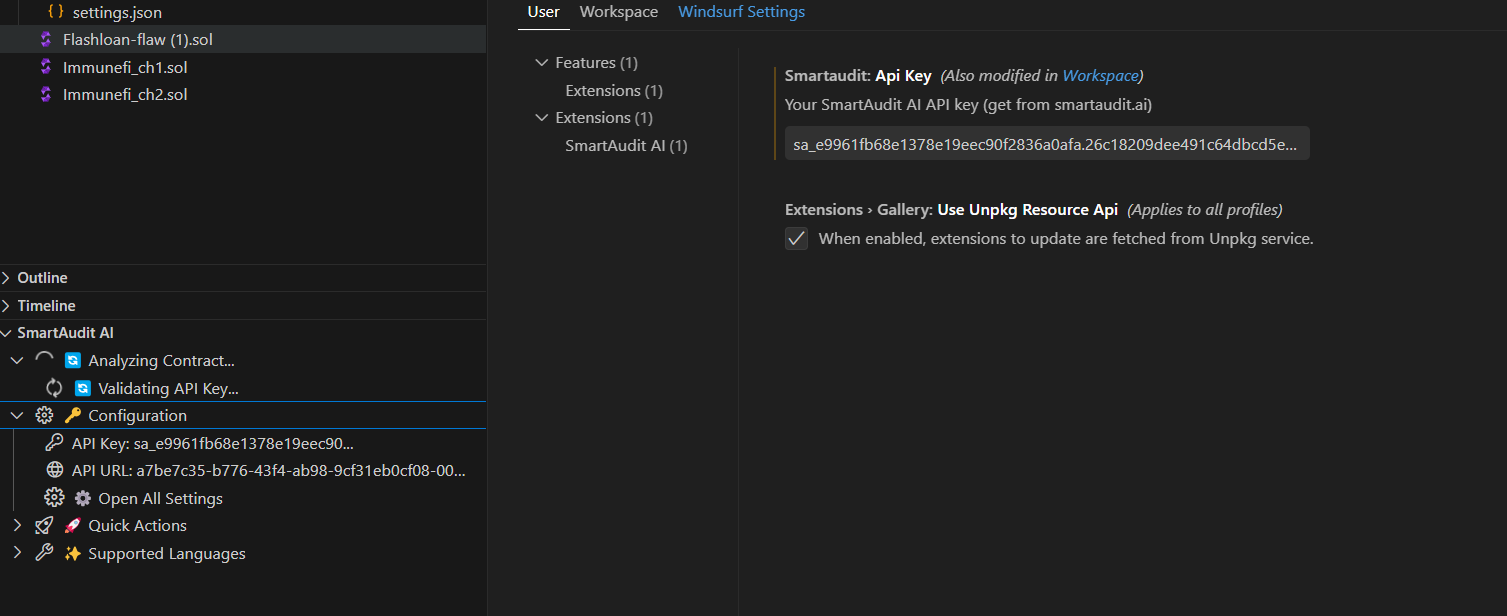 settings.json
Flashloan-flaw (1).sol
Immunefi_ch1.sol
Immunefi_ch2.sol
Outline
Timeline
SmartAudit AI
Analyzing Contract...
Validating API Key...
Configuration
API Key: sa_e9961fb68e1378e19eec90...
API URL: a7be7c35-b776-43f4-ab98-9cf31eb0cf08-00...
Open All Settings
Quick Actions
Supported Languages
User Workspace Windsurf Settings
Features (1)
Extensions (1)
Extensions (1)
SmartAudit AI (1)
Smartaudit: Api Key (Also modified in Workspace)
Your SmartAudit AI API key (get from smartaudit.ai)
sa_e9961fb68e1378e19eec90f2836a0afa.26c18209dee491c64dbcd5e...
Extensions › Gallery: Use Unpkg Resource Api (Applies to all profiles)
When enabled, extensions to update are fetched from Unpkg service.